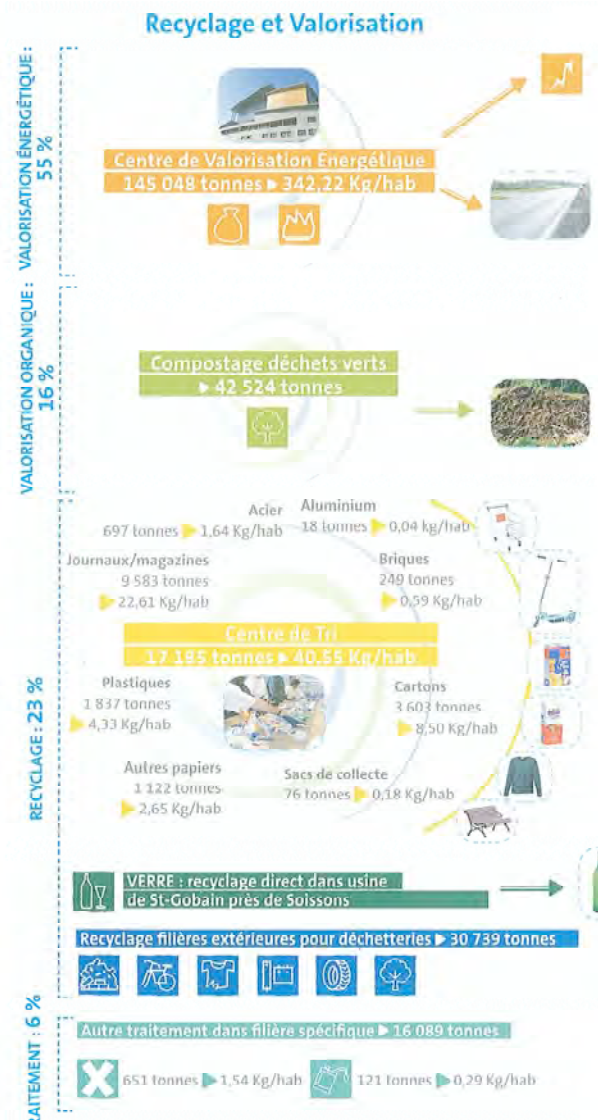 Recyclage et Valorisation
VALORISATION ÉNERGÉTIQUE :
55 %
Centre de Valorisation Energétique
145 048 tonnes ▶ 342,22 Kg/hab
VALORISATION ORGANIQUE :
16 %
Compostage déchets verts
▶ 42 524 tonnes
RECYCLAGE : 23 %
Acier
697 tonnes ▶ 1,64 Kg/hab
Aluminium
18 tonnes ▶ 0,04 kg/hab
Journaux/magazines
9 583 tonnes
▶ 22,61 Kg/hab
Briques
249 tonnes
▶ 0,59 Kg/hab
Centre de Tri
17 185 tonnes ▶ 40,55 Kg/hab
Plastiques
1 837 tonnes
▶ 4,33 Kg/hab
Cartons
3 603 tonnes
▶ 8,50 Kg/hab
Autres papiers
1 122 tonnes
▶ 2,65 Kg/hab
Sacs de collecte
76 tonnes ▶ 0,18 Kg/hab
VERRE : recyclage direct dans usine
de St-Gobain près de Soissons
Recyclage filières extérieures pour déchetteries ▶ 30 739 tonnes
RAITEMENT : 6 %
Autre traitement dans filière spécifique ▶ 16 089 tonnes
651 tonnes ▶ 1,54 Kg/hab
121 tonnes ▶ 0,29 Kg/hab